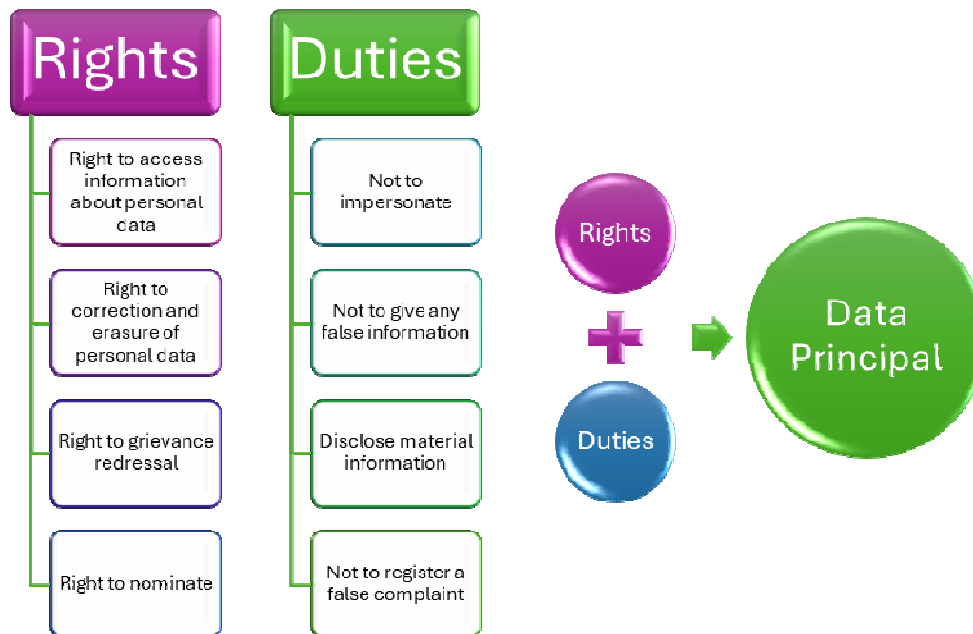 Rights
Right to access
information
about personal
data
Right to
correction and
erasure of
personal data
Right to grievance
redressal
Right to nominate
Duties
Not to
impersonate
Not to give any
false information
Disclose material
information
Not to register a
false complaint
Rights
Duties
Data
Principal